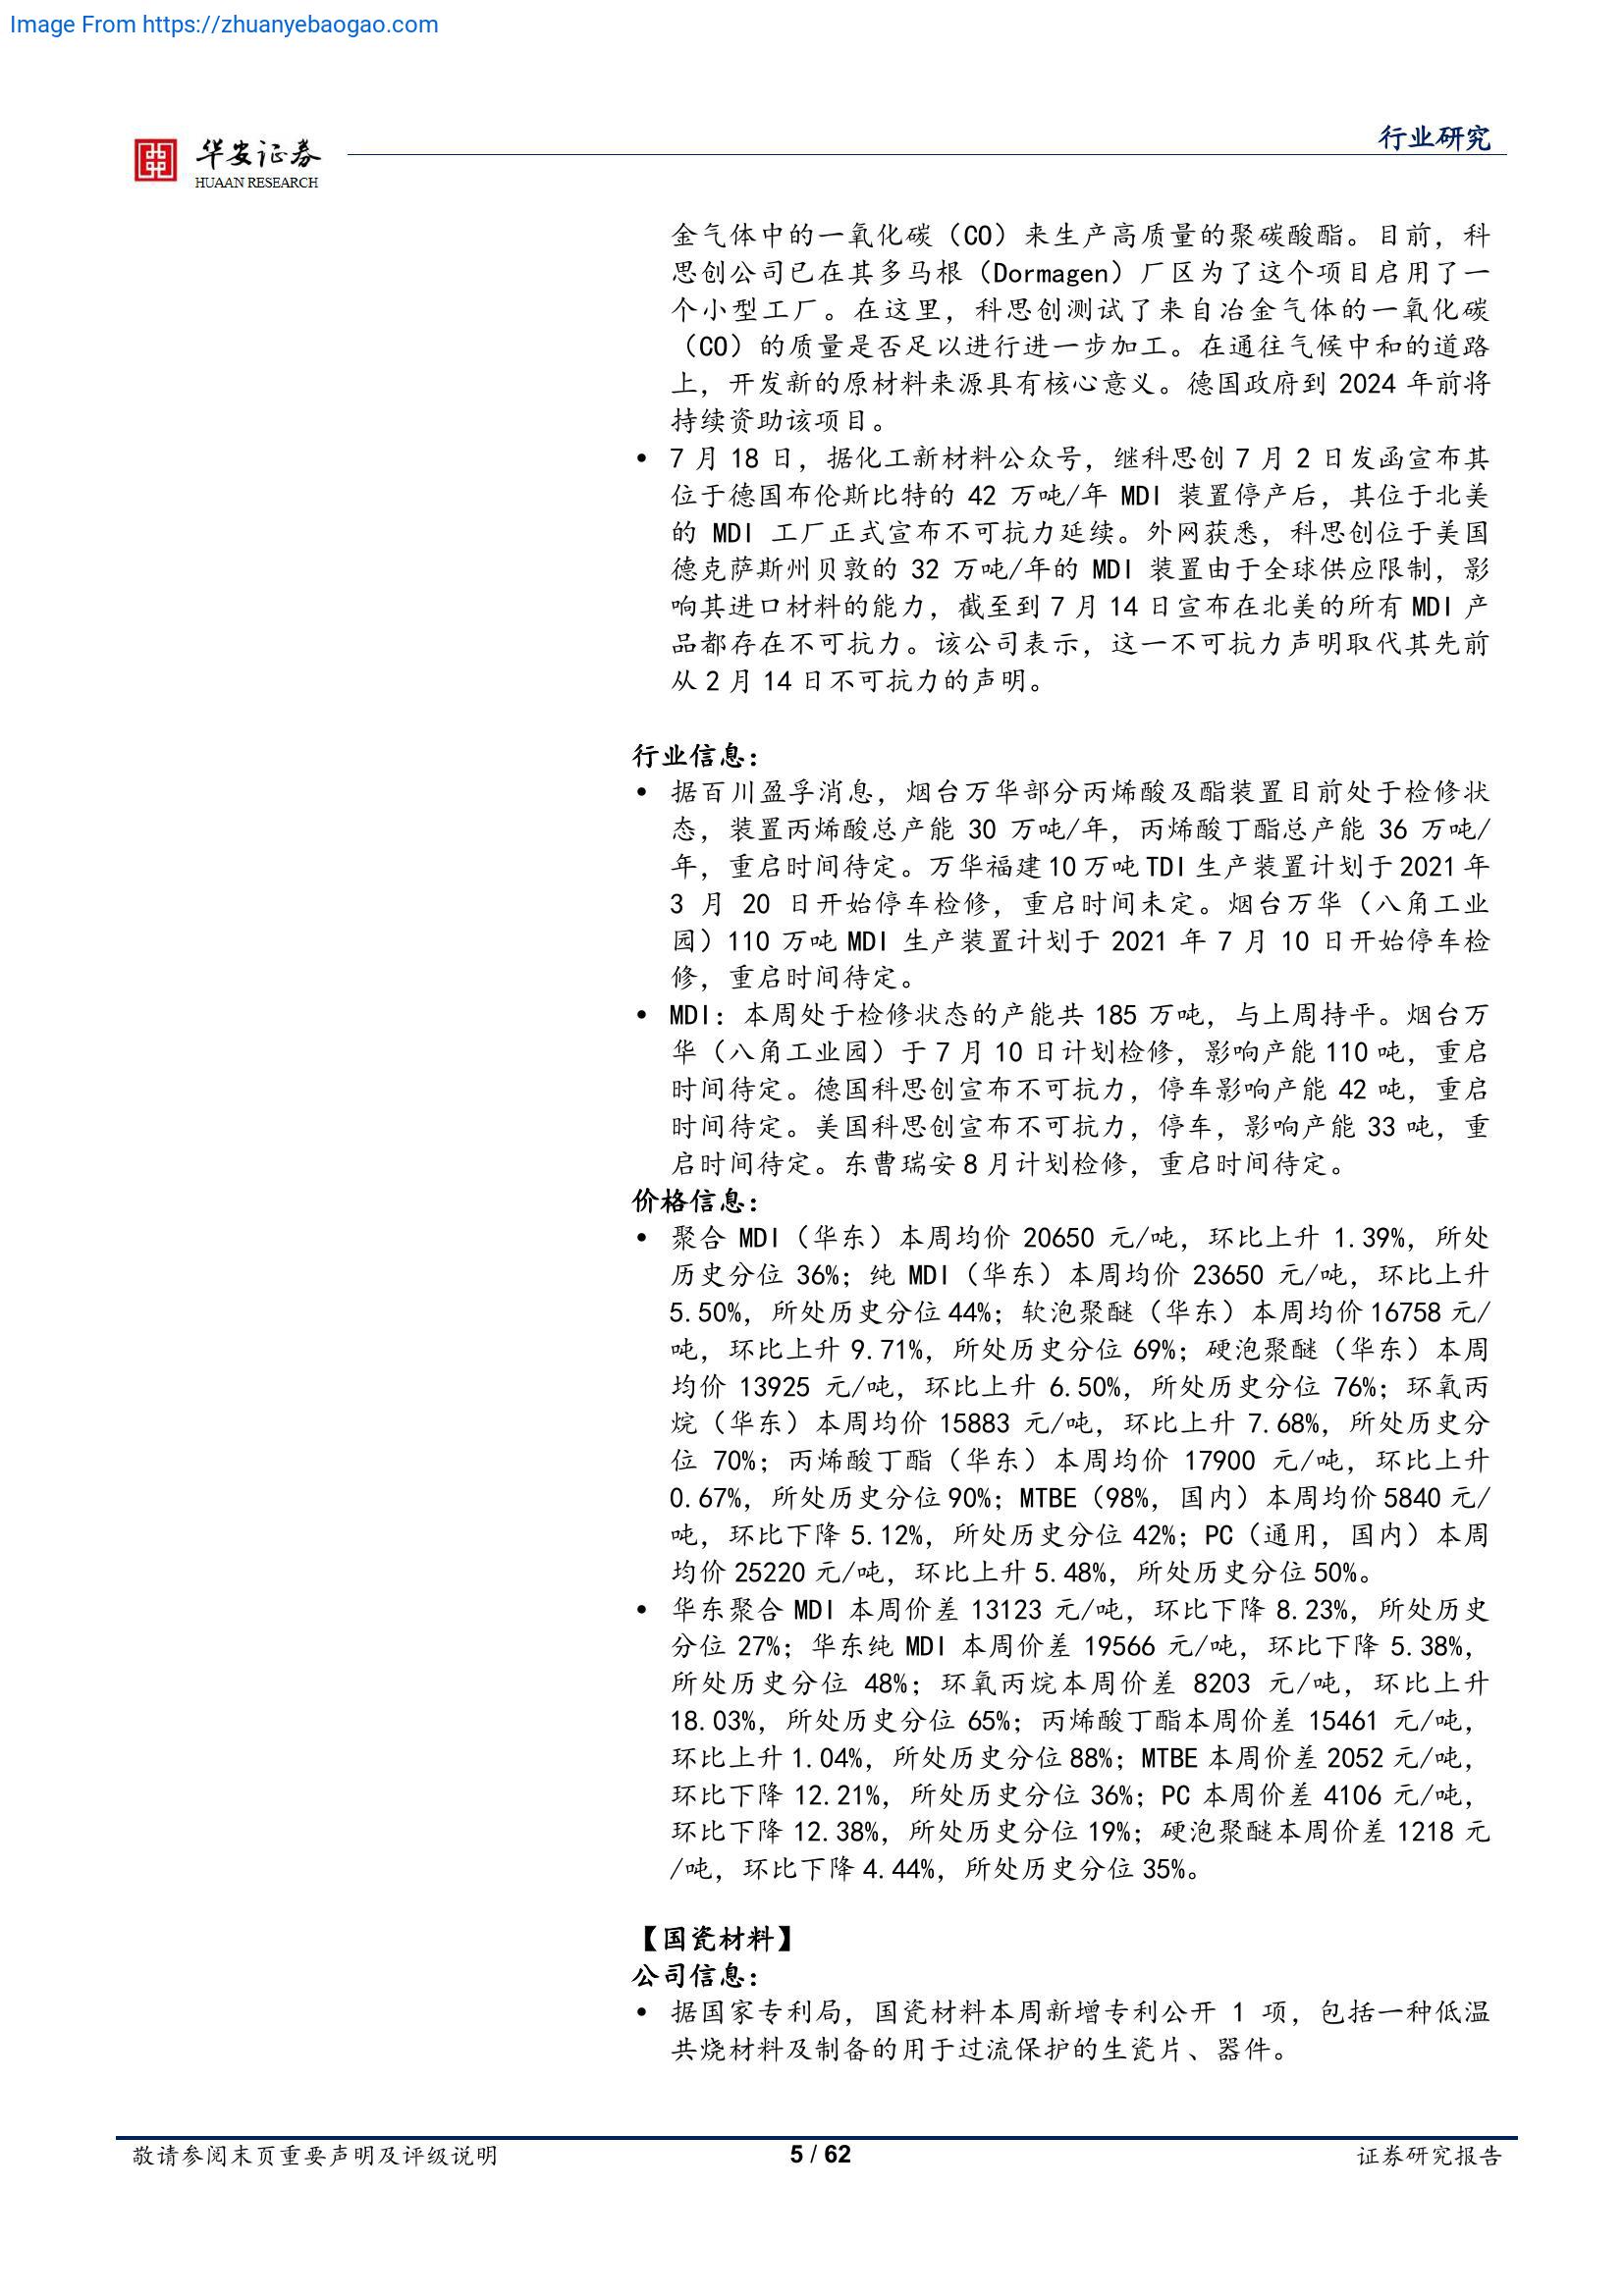 Image From https://zhuanyebaogao.com
华安证券
HUAAN RESEARCH
行业研究
金气体中的一氧化碳（CO）来生产高质量的聚碳酸酯。目前，科
思创公司已在其多马根（Dormagen）厂区为了这个项目启用了一
个小型工厂。在这里，科思创测试了来自冶金气体的一氧化碳
（CO）的质量是否足以进行进一步加工。在通往气候中和的道路
上，开发新的原材料来源具有核心意义。德国政府到 2024 年前将
持续资助该项目。
• 7 月 18 日，据化工新材料公众号，继科思创 7 月 2 日发函宣布其
位于德国布伦斯比特的 42 万吨/年 MDI 装置停产后，其位于北美
的 MDI 工厂正式宣布不可抗力延续。外网获悉，科思创位于美国
德克萨斯州贝敦的 32 万吨/年的 MDI 装置由于全球供应限制，影
响其进口材料的能力，截至到 7 月 14 日宣布在北美的所有 MDI 产
品都存在不可抗力。该公司表示，这一不可抗力声明取代其先前
从 2 月 14 日不可抗力的声明。
行业信息：
• 据百川盈孚消息，烟台万华部分丙烯酸及酯装置目前处于检修状
态，装置丙烯酸总产能 30 万吨/年，丙烯酸丁酯总产能 36 万吨/
年，重启时间待定。万华福建 10 万吨 TDI 生产装置计划于 2021 年
3 月 20 日开始停车检修，重启时间未定。烟台万华（八角工业
园）110 万吨 MDI 生产装置计划于 2021 年 7 月 10 日开始停车检
修，重启时间待定。
• MDI：本周处于检修状态的产能共 185 万吨，与上周持平。烟台万
华（八角工业园）于 7 月 10 日计划检修，影响产能 110 吨，重启
时间待定。德国科思创宣布不可抗力，停车影响产能 42 吨，重启
时间待定。美国科思创宣布不可抗力，停车，影响产能 33 吨，重
启时间待定。东曹瑞安 8 月计划检修，重启时间待定。
价格信息：
• 聚合 MDI（华东）本周均价 20650 元/吨，环比上升 1.39%，所处
历史分位 36%；纯 MDI（华东）本周均价 23650 元/吨，环比上升
5.50%，所处历史分位 44%；软泡聚醚（华东）本周均价 16758 元/
吨，环比上升 9.71%，所处历史分位 69%；硬泡聚醚（华东）本周
均价 13925 元/吨，环比上升 6.50%，所处历史分位 76%；环氧丙
烷（华东）本周均价 15883 元/吨，环比上升 7.68%，所处历史分
位 70%；丙烯酸丁酯（华东）本周均价 17900 元/吨，环比上升
0.67%，所处历史分位 90%；MTBE（98%，国内）本周均价 5840 元/
吨，环比下降 5.12%，所处历史分位 42%；PC（通用，国内）本周
均价 25220 元/吨，环比上升 5.48%，所处历史分位 50%。
• 华东聚合 MDI 本周价差 13123 元/吨，环比下降 8.23%，所处历史
分位 27%；华东纯 MDI 本周价差 19566 元/吨，环比下降 5.38%，
所处历史分位 48%；环氧丙烷本周价差 8203 元/吨，环比上升
18.03%，所处历史分位 65%；丙烯酸丁酯本周价差 15461 元/吨，
环比上升 1.04%，所处历史分位 88%；MTBE 本周价差 2052 元/吨，
环比下降 12.21%，所处历史分位 36%；PC 本周价差 4106 元/吨，
环比下降 12.38%，所处历史分位 19%；硬泡聚醚本周价差 1218 元
/吨，环比下降 4.44%，所处历史分位 35%。
【国瓷材料】
公司信息：
• 据国家专利局，国瓷材料本周新增专利公开 1 项，包括一种低温
共烧材料及制备的用于过流保护的生瓷片、器件。
敬请参阅末页重要声明及评级说明
5 / 62
证券研究报告